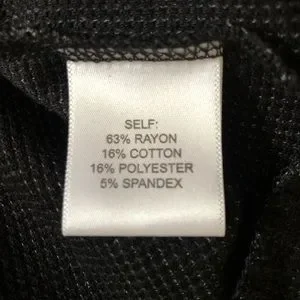 SELF:
63% RAYON
16% COTTON
16% POLYESTER
5% SPANDEX